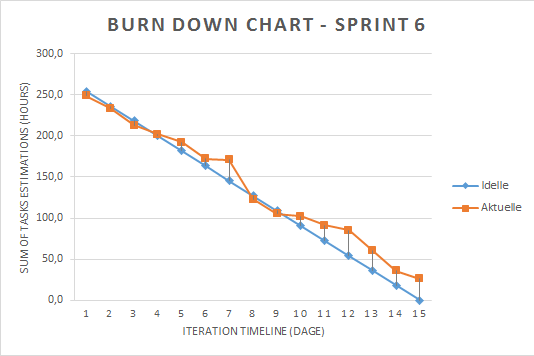 BURN DOWN CHART - SPRINT 6
300,0
250,0
200,0
150,0
100,0
50,0
0,0
SUM OF TASKS ESTIMATIONS (HOURS)
1 2 3 4 5 6 7 8 9 10 11 12 13 14 15
ITERATION TIMELINE (DAGE)
Idelle
Aktuelle